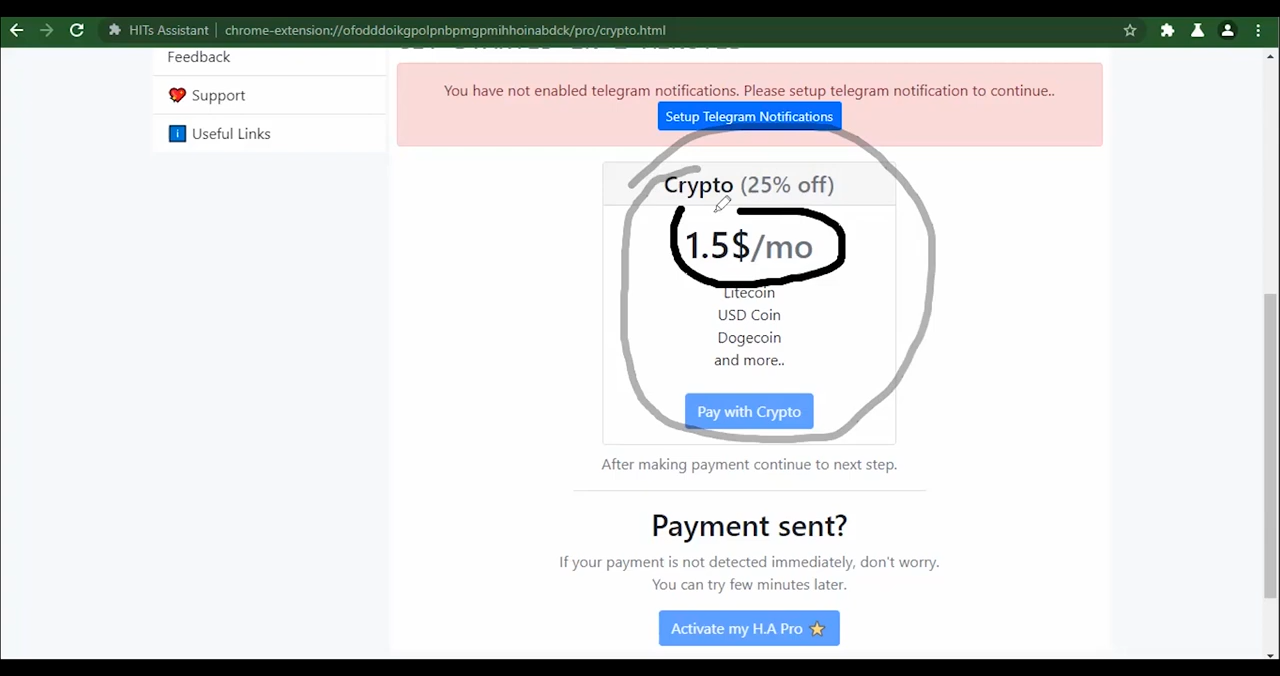 HITs Assistant
chrome-extension://ofodddoikgpolpnbpmgpmihhoinabdck/pro/crypto.html
Feedback
Support
Useful Links
You have not enabled telegram notifications. Please setup telegram notification to continue..
Setup Telegram Notifications
Crypto (25% off)
1.5$/mo
Litecoin
USD Coin
Dogecoin
and more..
Pay with Crypto
After making payment continue to next step.
Payment sent?
If your payment is not detected immediately, don't worry.
You can try few minutes later.
Activate my H.A Pro